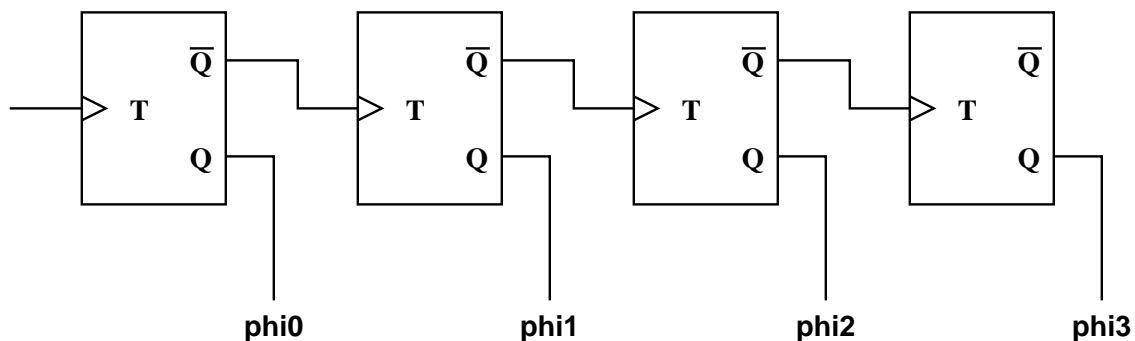 Q̅ Q̅ Q̅ Q̅
T T T T
Q Q Q Q
phi0 phi1 phi2 phi3